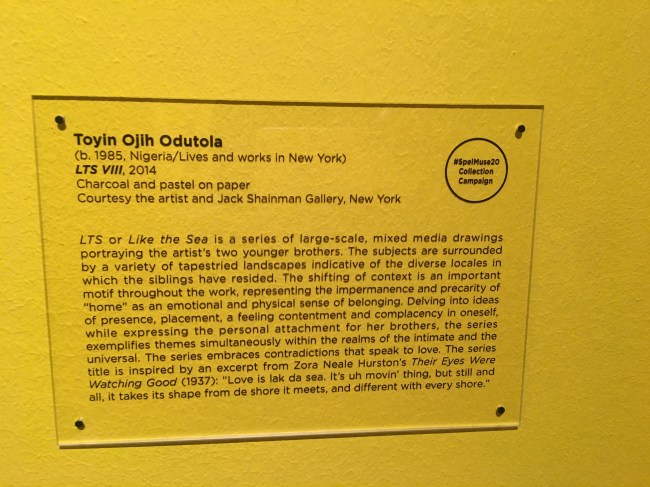 Toyin Ojih Odutola
(b. 1985, Nigeria/Lives and works in New York)
LTS VIII, 2014
Charcoal and pastel on paper
Courtesy the artist and Jack Shainman Gallery, New York
#SpelMuse20
Collection
Campaign
LTS or Like the Sea is a series of large-scale, mixed media drawings
portraying the artist's two younger brothers. The subjects are surrounded
by a variety of tapestried landscapes indicative of the diverse locales in
which the siblings have resided. The shifting of context is an important
motif throughout the work, representing the impermanence and precarity of
"home" as an emotional and physical sense of belonging. Delving into ideas
of presence, placement, a feeling contentment and complacency in oneself,
while expressing the personal attachment for her brothers, the series
exemplifies themes simultaneously within the realms of the intimate and the
universal. The series embraces contradictions that speak to love. The series
title is inspired by an excerpt from Zora Neale Hurston's Their Eyes Were
Watching Good (1937): "Love is lak da sea. It's uh movin' thing, but still and
all, it takes its shape from de shore it meets, and different with every shore."